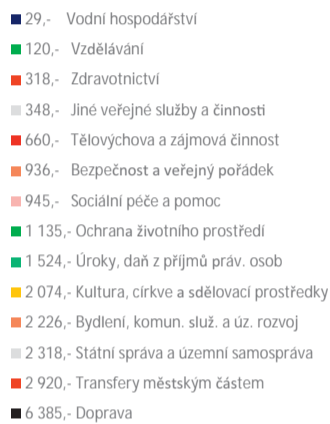 29,- Vodní hospodářství
120,- Vzdělávání
318,- Zdravotnictví
348,- Jiné veřejné služby a činnosti
660,- Tělovýchova a zájmová činnost
936,- Bezpečnost a veřejný pořádek
945,- Sociální péče a pomoc
1 135,- Ochrana životního prostředí
1 524,- Úroky, daň z příjmů práv. osob
2 074,- Kultura, církve a sdělovací prostředky
2 226,- Bydlení, komun. služ. a úz. rozvoj
2 318,- Státní správa a územní samospráva
2 920,- Transfery městským částem
6 385,- Doprava